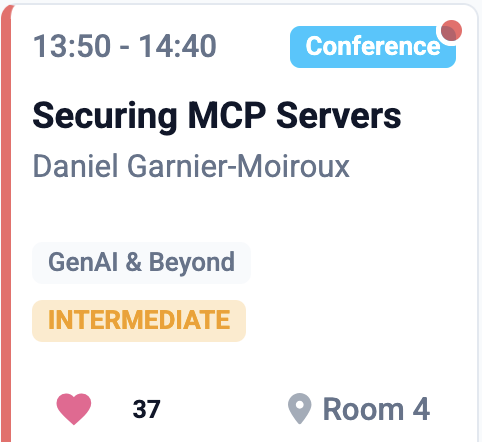 13:50 - 14:40 Conference
Securing MCP Servers
Daniel Garnier-Moiroux
GenAI & Beyond
INTERMEDIATE
37 Room 4